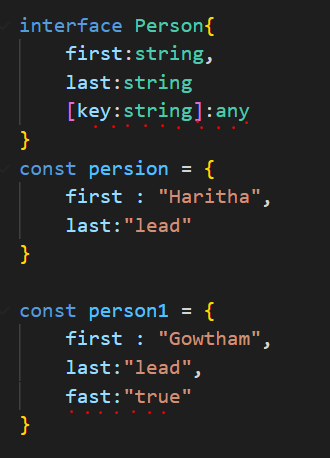 interface Person{
first:string,
last:string
[key:string]:any
}
const persion = {
first : "Haritha",
last:"lead"
}
const person1 = {
first : "Gowtham",
last:"lead",
fast:"true"
}